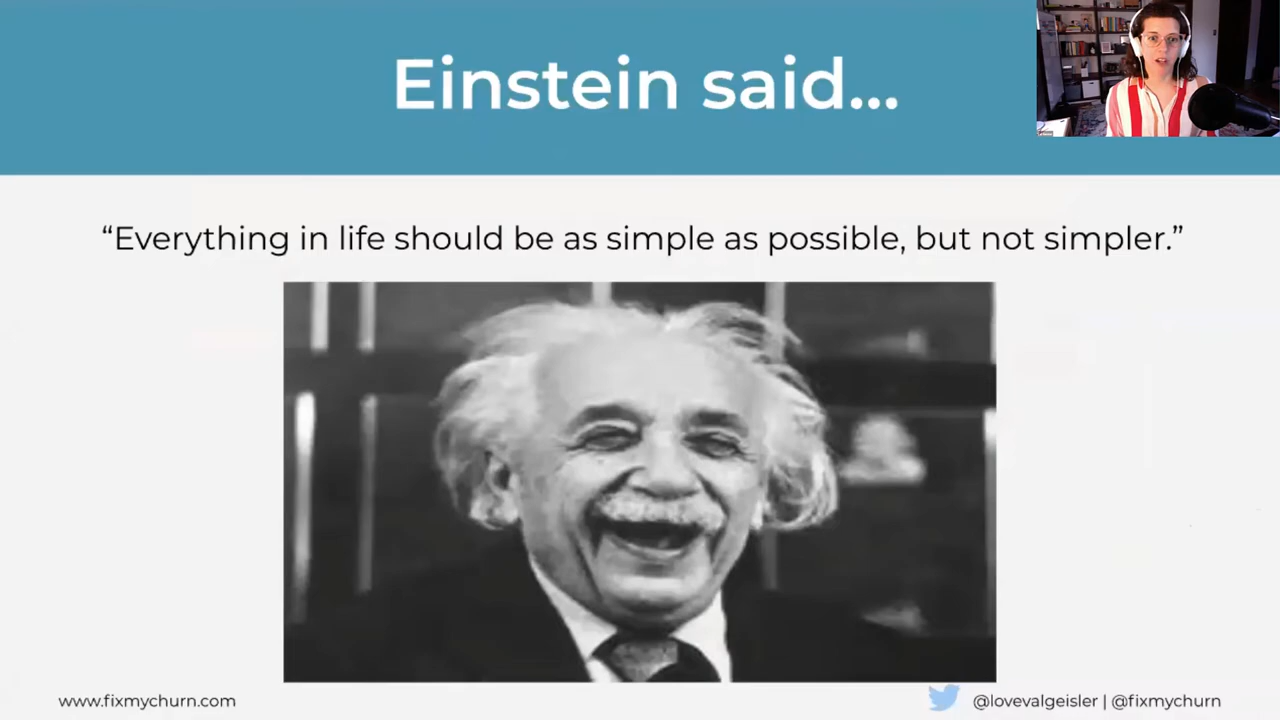 Einstein said...
“Everything in life should be as simple as possible, but not simpler.”
www.fixmychurn.com
@lovevalgeisler | @fixmychurn